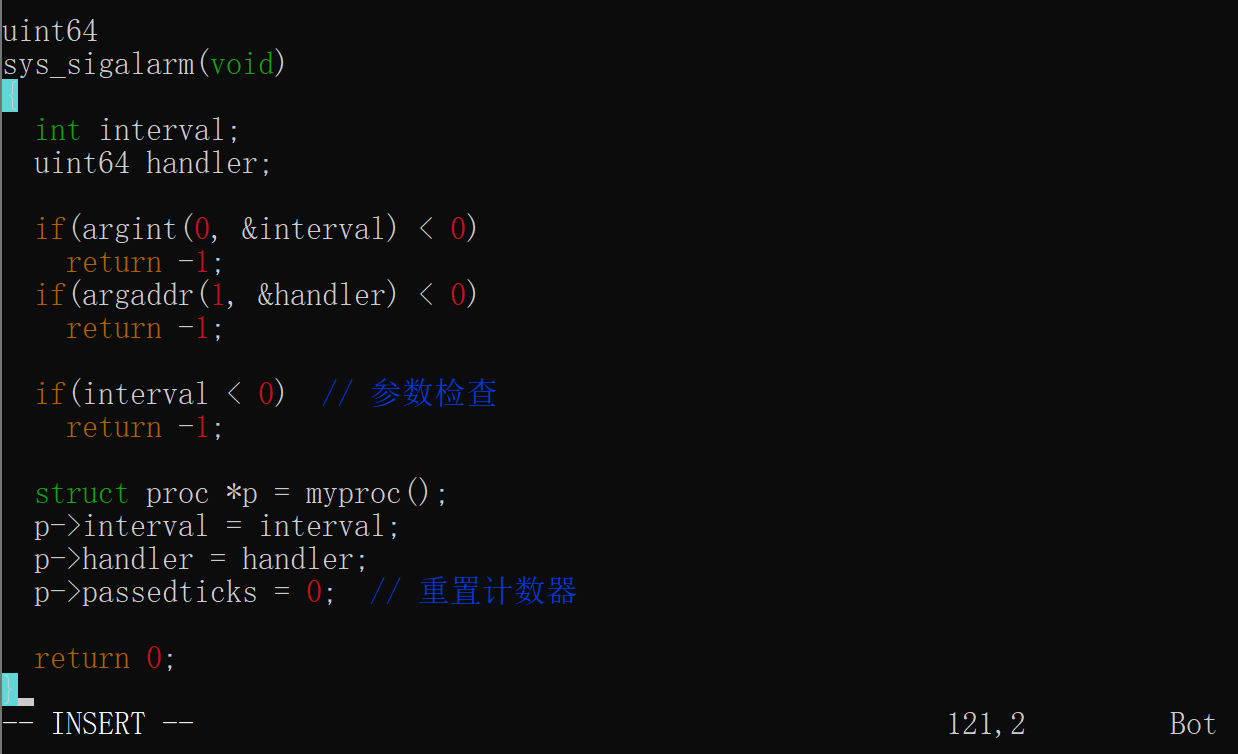 uint64
sys_sigalarm(void)
{
  int interval;
  uint64 handler;

  if(argint(0, &interval) < 0)
    return -1;
  if(argaddr(1, &handler) < 0)
    return -1;

  if(interval < 0)  // 参数检查
    return -1;

  struct proc *p = myproc();
  p->interval = interval;
  p->handler = handler;
  p->passedticks = 0;  // 重置计数器

  return 0;
}
-- INSERT -- 121,2 Bot